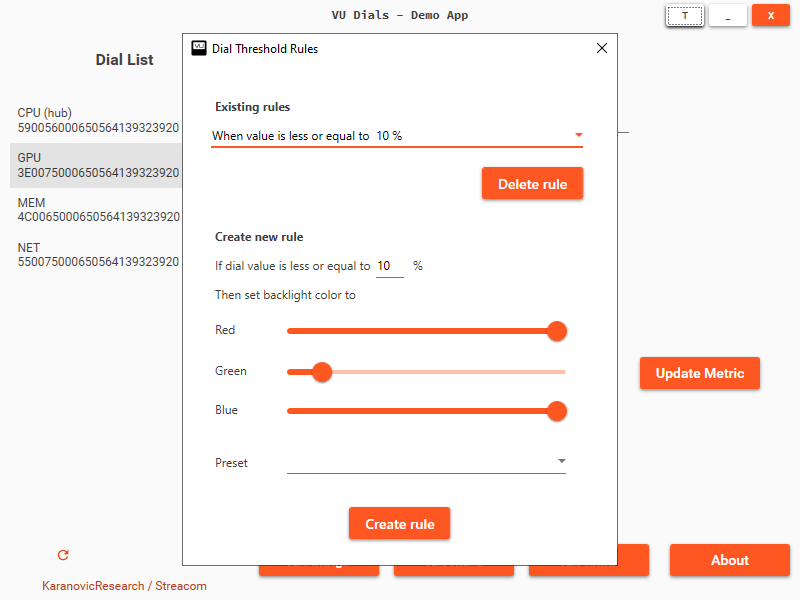 VU Dials - Demo App
T
_
X
Dial List
CPU (hub)
590056000650564139323920
GPU
3E0075000650564139323920
MEM
4C0065000650564139323920
NET
550075000650564139323920
VU
Dial Threshold Rules
Existing rules
When value is less or equal to 10 %
Delete rule
Create new rule
If dial value is less or equal to 10 %
Then set backlight color to
Red
Green
Blue
Preset
Create rule
Update Metric
About
KaranovicResearch / Streacom